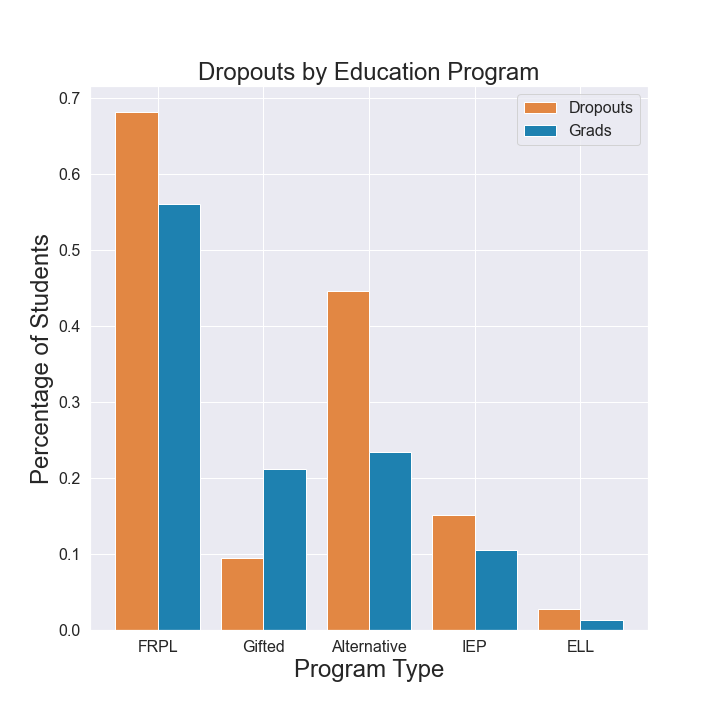 Dropouts by Education Program
Dropouts
Grads
Percentage of Students
0.7
0.6
0.5
0.4
0.3
0.2
0.1
0.0
FRPL Gifted Alternative IEP ELL
Program Type